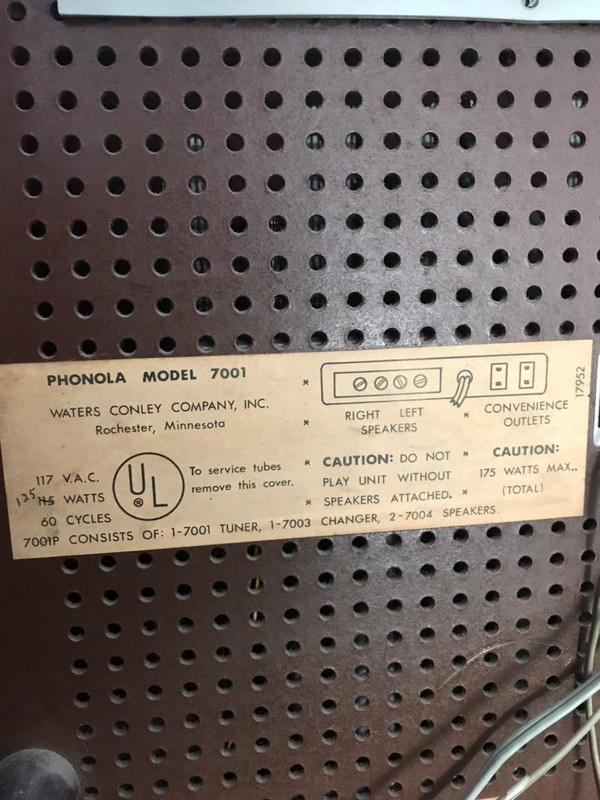 PHONOLA MODEL 7001
WATERS CONLEY COMPANY, INC.
Rochester, Minnesota
117 V.A.C.
125 115 WATTS
60 CYCLES
UL
®
To service tubes
remove this cover.
* RIGHT LEFT
SPEAKERS
*
* CAUTION: DO NOT
* PLAY UNIT WITHOUT
* SPEAKERS ATTACHED. *
* CONVENIENCE
OUTLETS
* CAUTION:
175 WATTS MAX..
(TOTAL)
7001P CONSISTS OF: 1-7001 TUNER, 1-7003 CHANGER, 2-7004 SPEAKERS.
17952